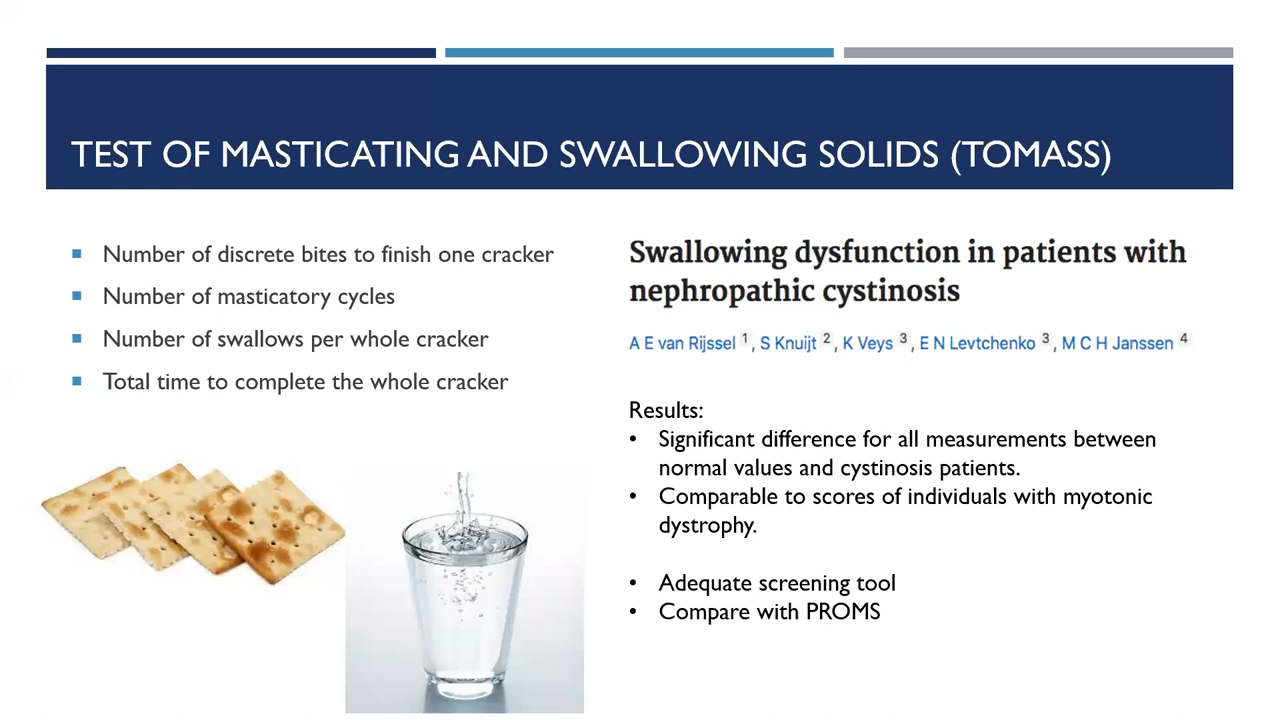 TEST OF MASTICATING AND SWALLOWING SOLIDS (TOMASS)
Number of discrete bites to finish one cracker
Number of masticatory cycles
Number of swallows per whole cracker
Total time to complete the whole cracker
Swallowing dysfunction in patients with
nephropathic cystinosis
A E van Rijssel 1, S Knuijt 2, K Veys 3, E N Levtchenko 3, M C H Janssen 4
Results:
• Significant difference for all measurements between
normal values and cystinosis patients.
• Comparable to scores of individuals with myotonic
dystrophy.
• Adequate screening tool
• Compare with PROMS